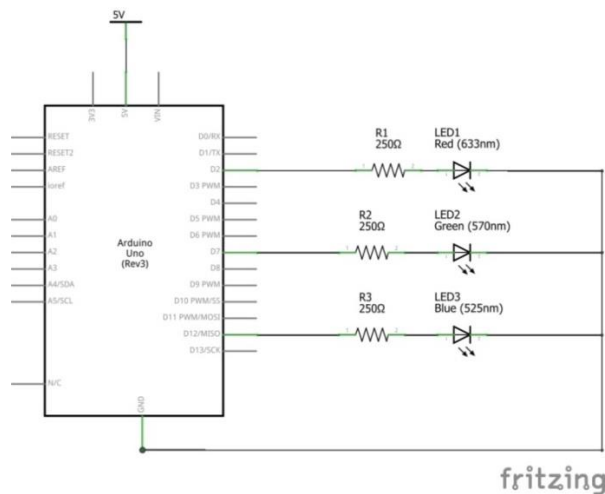 5V
3V3
5V
VIN
RESET
RESET2
AREF
ioref
A0
A1
A2
A3
A4/SDA
A5/SCL
N/C
Arduino
Uno
(Rev3)
D0/RX
D1/TX
D2
D3 PWM
D4
D5 PWM
D6 PWM
D7
D8
D9 PWM
D10 PWM/SS
D11 PWM/MOSI
D12/MISO
D13/SCK
GND
R1
250Ω
LED1
Red (633nm)
R2
250Ω
LED2
Green (570nm)
R3
250Ω
LED3
Blue (525nm)
fritzing